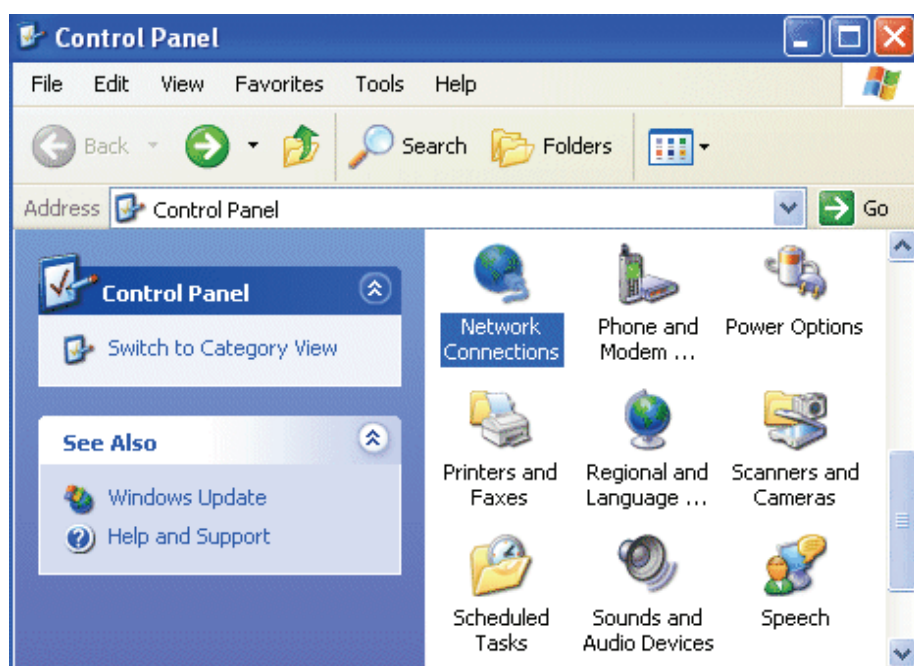 Control Panel
File Edit View Favorites Tools Help
Back Search Folders
Address Control Panel Go
Control Panel
Switch to Category View
See Also
Windows Update
Help and Support
Network
Connections
Phone and
Modem ...
Power Options
Printers and
Faxes
Regional and
Language ...
Scanners and
Cameras
Scheduled
Tasks
Sounds and
Audio Devices
Speech